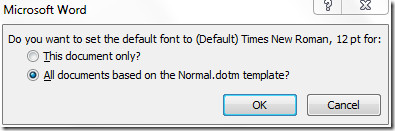 Microsoft Word
Do you want to set the default font to (Default) Times New Roman, 12 pt for:
This document only?
All documents based on the Normal.dotm template?
OK Cancel